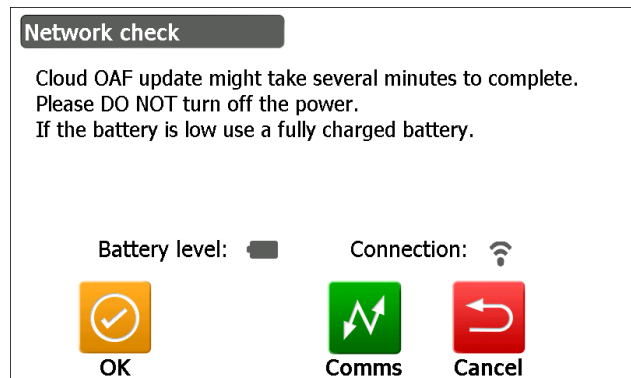 Network check
Cloud OAF update might take several minutes to complete.
Please DO NOT turn off the power.
If the battery is low use a fully charged battery.
Battery level: Connection:
OK Comms Cancel